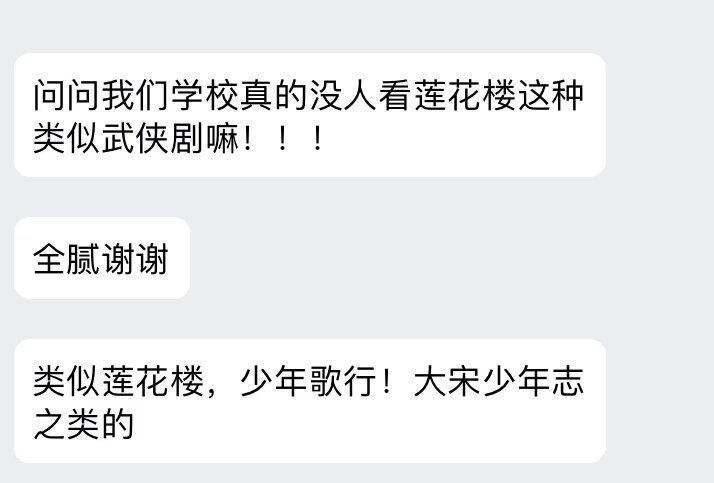 问问我们学校真的没人看莲花楼这种
类似武侠剧嘛！！！
全腻谢谢
类似莲花楼，少年歌行！大宋少年志
之类的